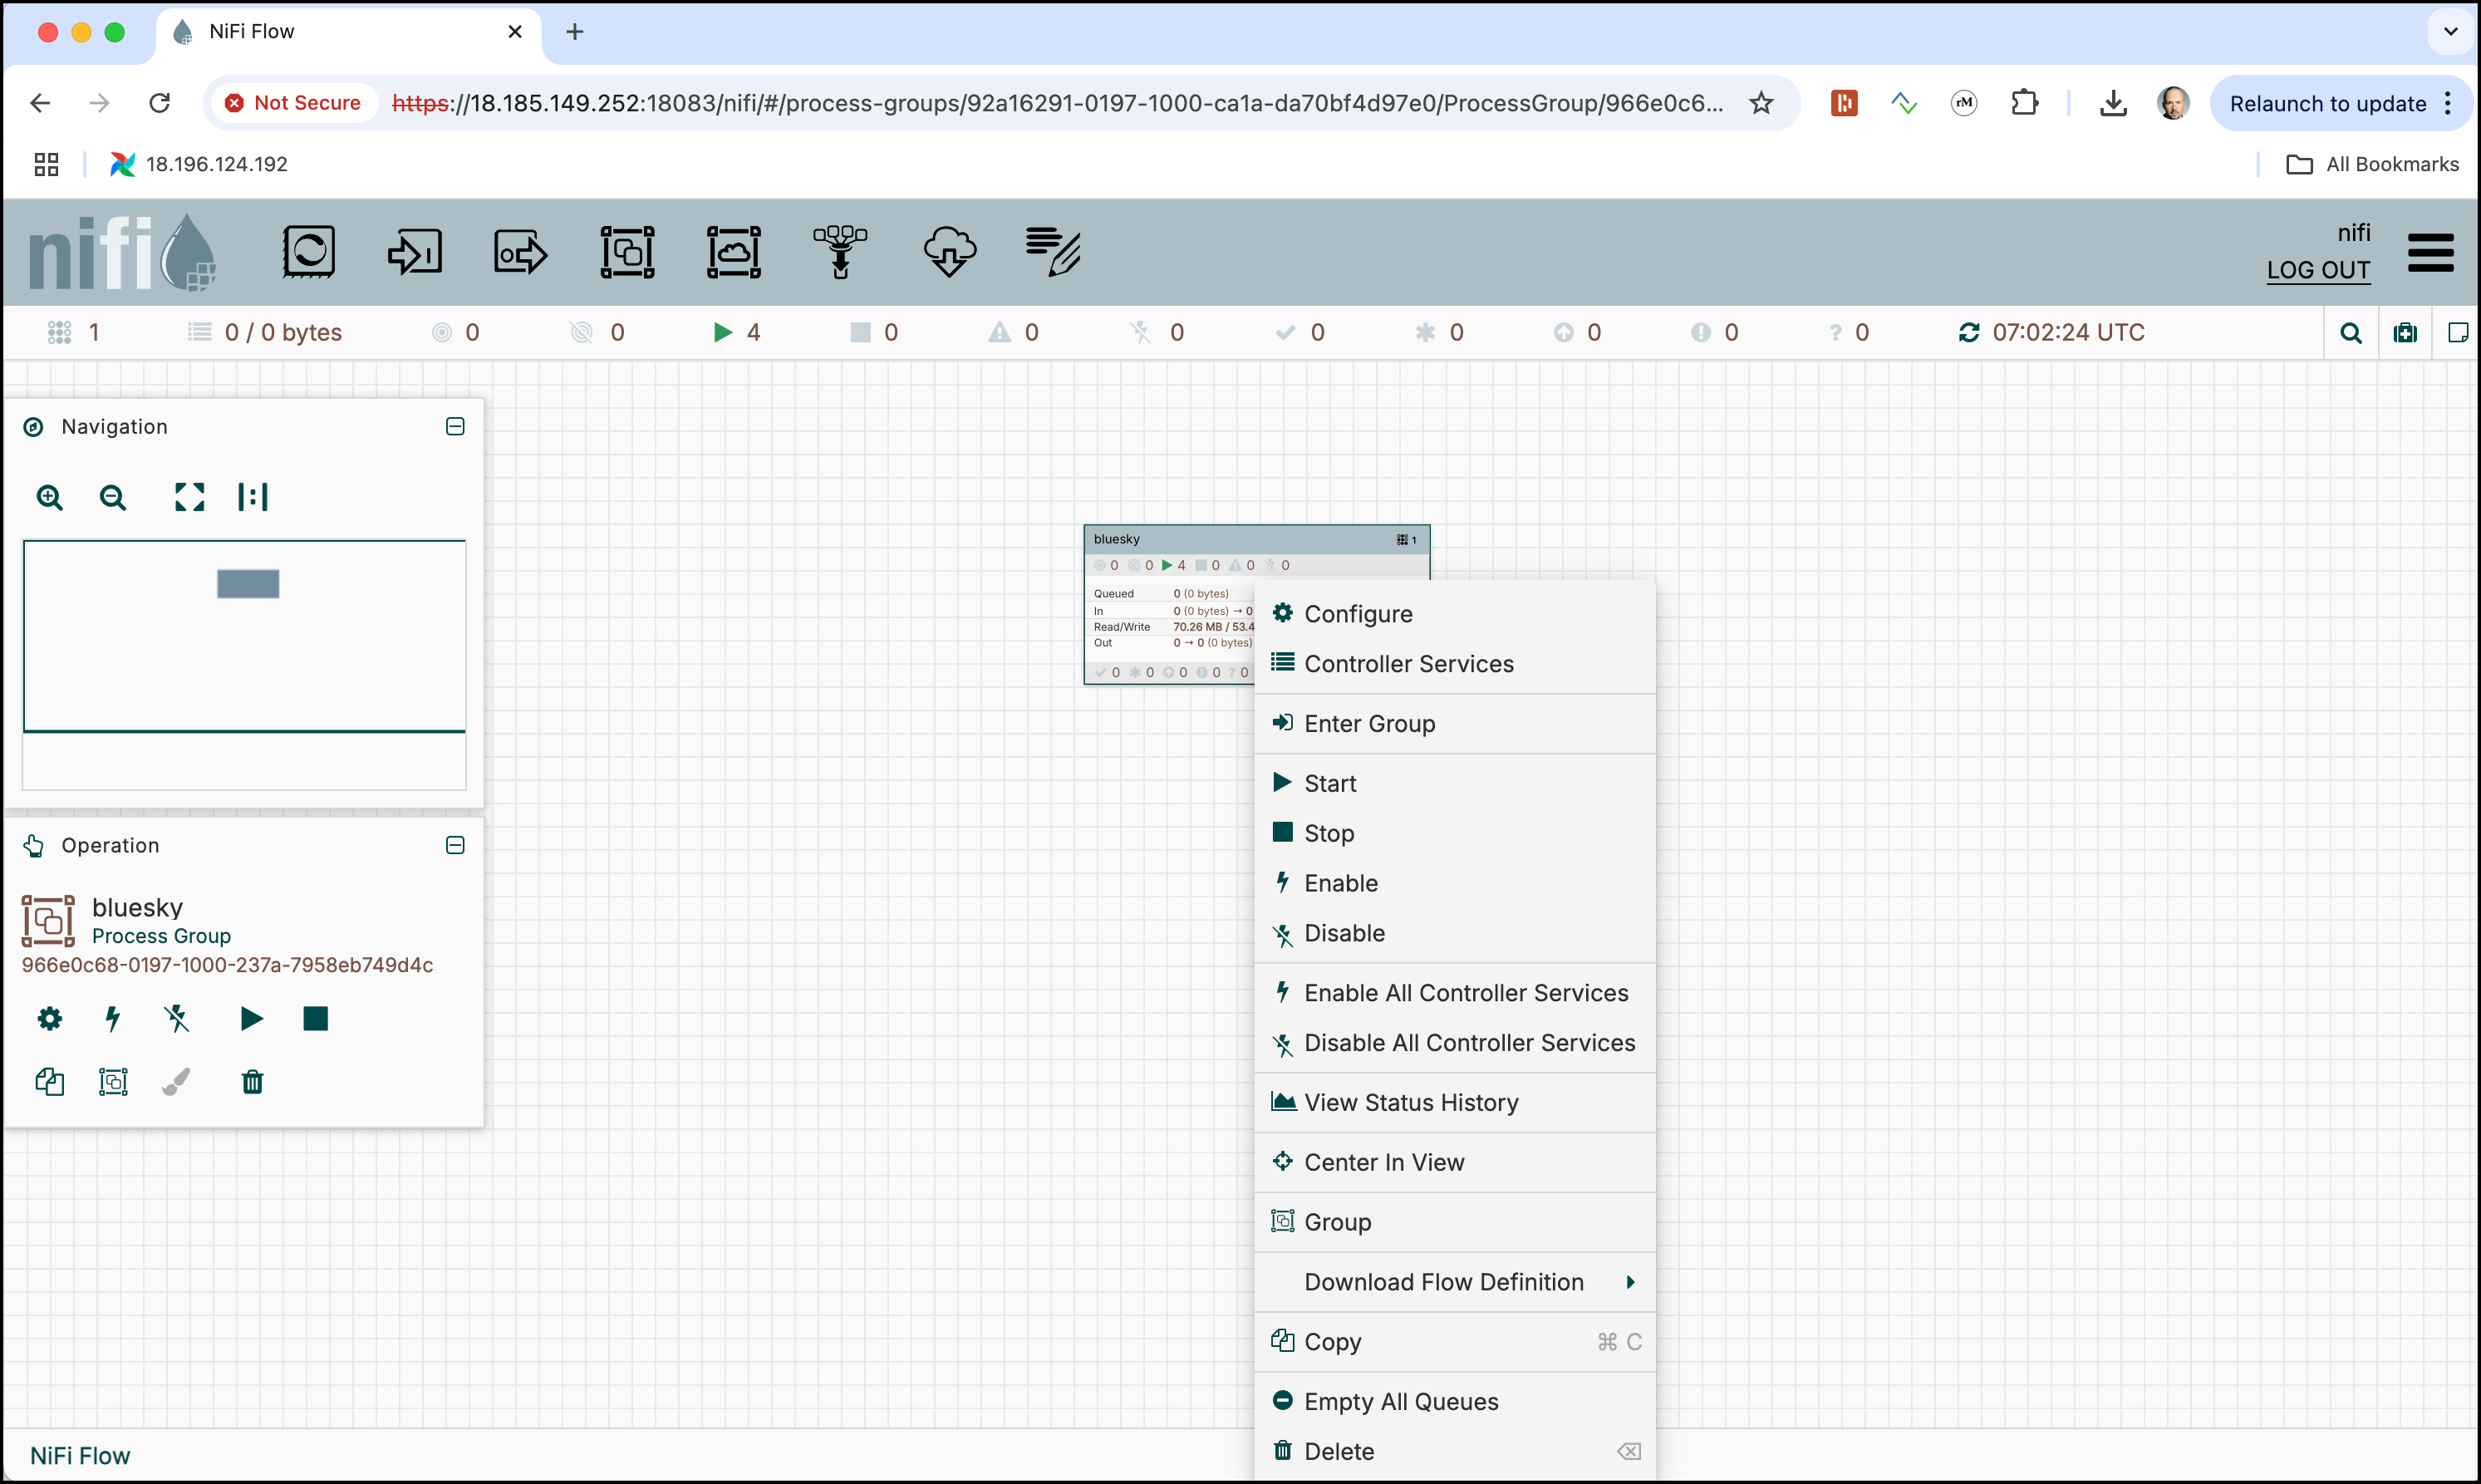 NiFi Flow
Not Secure
https://18.185.149.252:18083/nifi/#/process-groups/92a16291-0197-1000-ca1a-da70bf4d97e0/ProcessGroup/966e0c6...
rM
Relaunch to update
18.196.124.192
All Bookmarks
nifi
nifi
LOG OUT
1
0 / 0 bytes
0
0
4
0
0
0
0
0
0
0
? 0
07:02:24 UTC
Navigation
bluesky
1
0 0 4 0 0 0
Queued 0 (0 bytes)
In 0 (0 bytes) → 0
Read/Write 70.26 MB / 53.4
Out 0 → 0 (0 bytes)
0 0 0 0 ? 0
Operation
bluesky
Process Group
966e0c68-0197-1000-237a-7958eb749d4c
Configure
Controller Services
Enter Group
Start
Stop
Enable
Disable
Enable All Controller Services
Disable All Controller Services
View Status History
Center In View
Group
Download Flow Definition
Copy ⌘ C
Empty All Queues
Delete
NiFi Flow